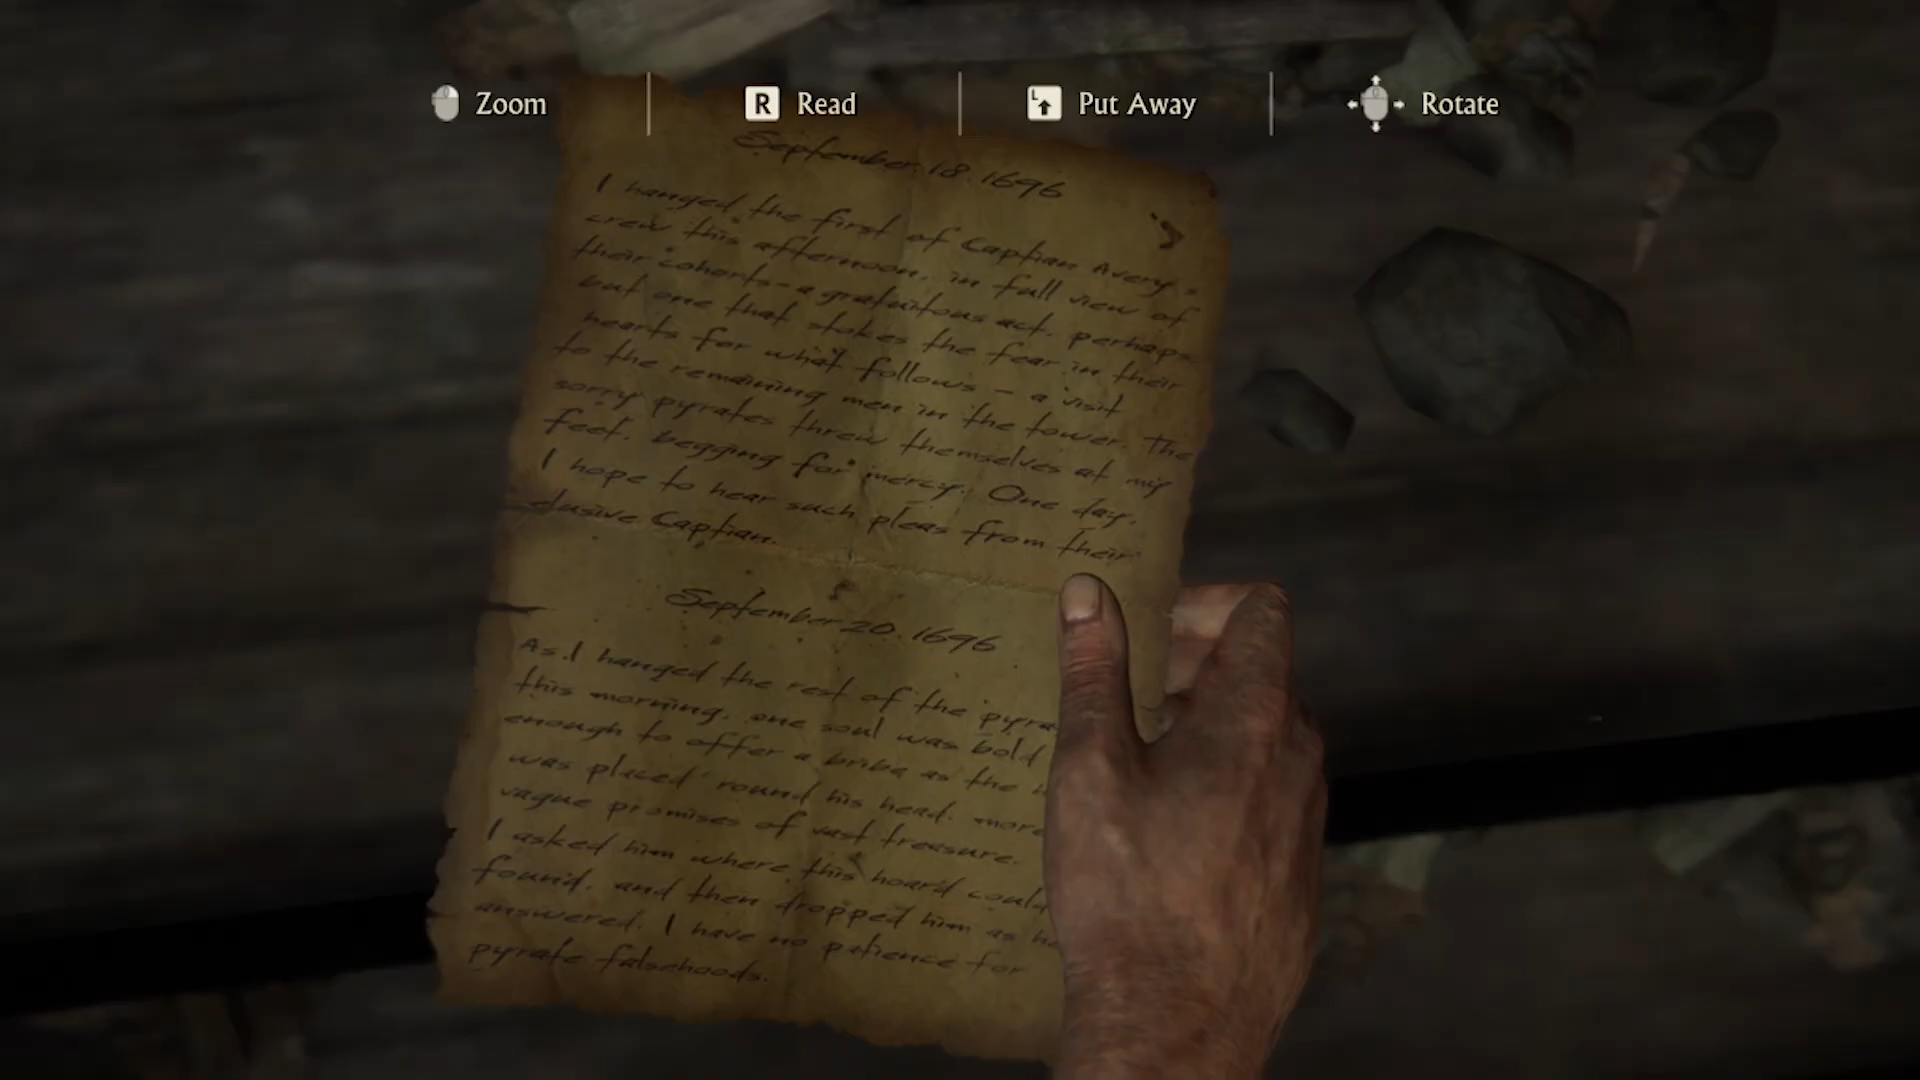 Zoom
R Read
Put Away
Rotate
September 18, 1696
I hanged the first of Captian Avery's
crew this afternoon, in full view of
their cohorts - a gratuitous act, perhaps
but one that stokes the fear in their
hearts for what follows - a visit
to the remaining men in the tower. The
sorry pyrates threw themselves at my
feet, begging for mercy. One day,
I hope to hear such pleas from their
elusive Captian.
September 20, 1696
As I hanged the rest of the pyra
this morning, one soul was bold
enough to offer a bribe as the
was placed 'round his head. more
vague promises of vast treasure.
I asked him where this hoard could
found, and then dropped him as he
answered. I have no patience for
pyrate falsehoods.